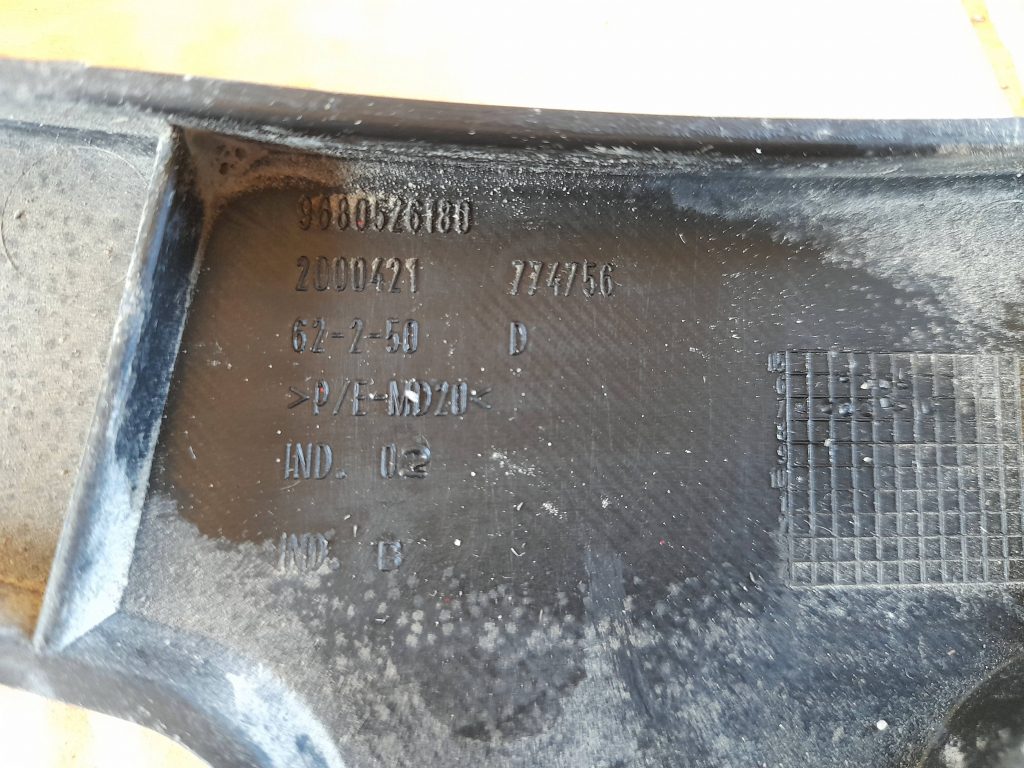 9680526180
2000421 774756
62-2-50 D
>P/E-MD20<
IND. 02
IND. B